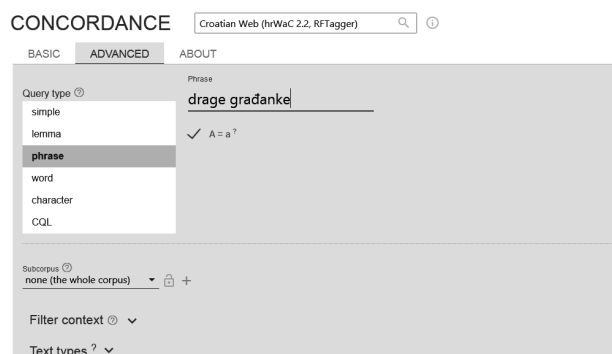 CONCORDANCE Croatian Web (hrWaC 2.2, RFTagger)
BASIC ADVANCED ABOUT
Phrase
drage građanke
Query type ?
A = a ?
simple
lemma
phrase
word
character
CQL
Subcorpus ?
none (the whole corpus)
Filter context ?
Text types ?